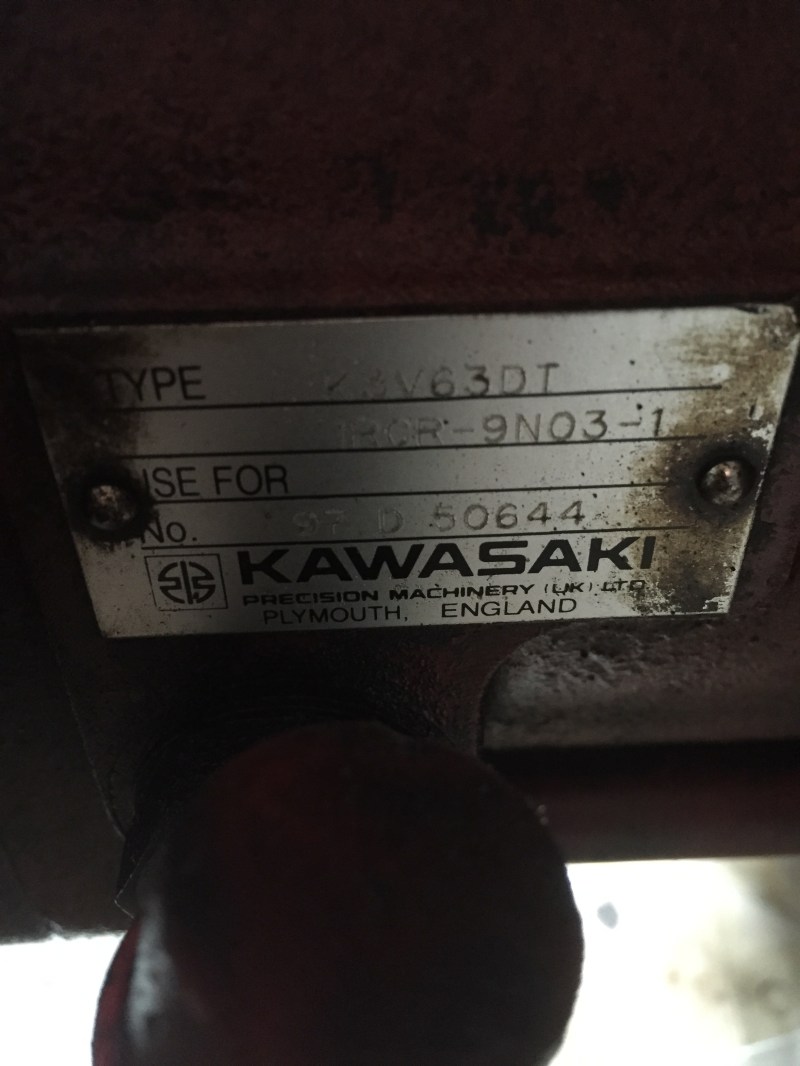 TYPE K3V63DT
1RCR-9N03-1
USE FOR
No. 97 D 50644
KAWASAKI
PRECISION MACHINERY (UK) LTD
PLYMOUTH, ENGLAND